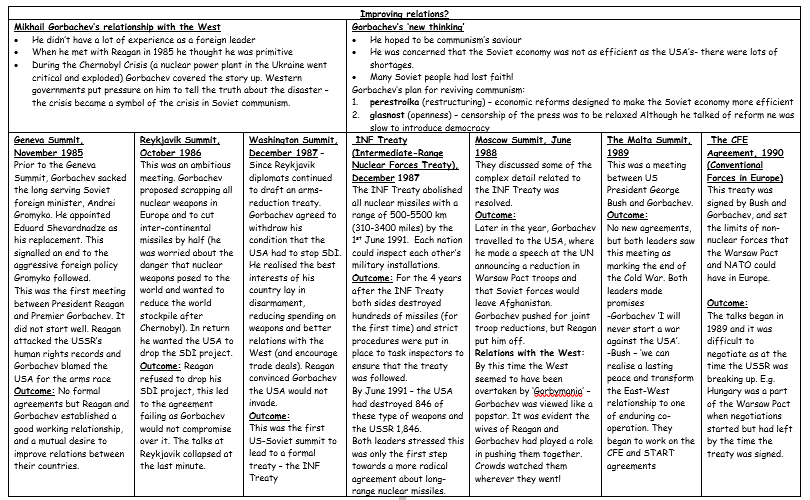 Improving relations?
Mikhail Gorbachev's relationship with the West
• He didn't have a lot of experience as a foreign leader
• When he met with Reagan in 1985 he thought he was primitive
• During the Chernobyl Crisis (a nuclear power plant in the Ukraine went
critical and exploded) Gorbachev covered the story up. Western
governments put pressure on him to tell the truth about the disaster –
the crisis became a symbol of the crisis in Soviet communism.
Gorbachev's 'new thinking'
• He hoped to be communism's saviour
• He was concerned that the Soviet economy was not as efficient as the USA's– there were lots of
shortages.
• Many Soviet people had lost faith!
Gorbachev's plan for reviving communism:
1. perestroika (restructuring) – economic reforms designed to make the Soviet economy more efficient
2. glasnost (openness) – censorship of the press was to be relaxed Although he talked of reform he was
slow to introduce democracy
Geneva Summit,
November 1985
Prior to the Geneva
Summit, Gorbachev sacked
the long serving Soviet
foreign minister, Andrei
Gromyko. He appointed
Eduard Shevardnadze as
his replacement. This
signalled an end to the
aggressive foreign policy
Gromyko followed.
This was the first meeting
between President Reagan
and Premier Gorbachev. It
did not start well. Reagan
attacked the USSR's
human rights records and
Gorbachev blamed the
USA for the arms race
Outcome: No formal
agreements but Reagan and
Gorbachev established a
good working relationship,
and a mutual desire to
improve relations between
their countries.
Reykjavik Summit,
October 1986
This was an ambitious
meeting. Gorbachev
proposed scrapping all
nuclear weapons in
Europe and to cut
inter-continental
missiles by half (he
was worried about the
danger that nuclear
weapons posed to the
world and wanted to
reduce the world
stockpile after
Chernobyl). In return
he wanted the USA to
drop the SDI project.
Outcome: Reagan
refused to drop his
SDI project, this led
to the agreement
failing as Gorbachev
would not compromise
over it. The talks at
Reykjavik collapsed at
the last minute.
Washington Summit,
December 1987 –
Since Reykjavik
diplomats continued
to draft an arms-
reduction treaty.
Gorbachev agreed to
withdraw his
condition that the
USA had to stop SDI.
He realised the best
interests of his
country lay in
disarmament,
reducing spending on
weapons and better
relations with the
West (and encourage
trade deals). Reagan
convinced Gorbachev
the USA would not
invade.
Outcome:
This was the first
US-Soviet summit to
lead to a formal
treaty – the INF
Treaty
INF Treaty
(Intermediate-Range
Nuclear Forces Treaty),
December 1987
The INF Treaty abolished
all nuclear missiles with a
range of 500-5500 km
(310-3400 miles) by the
1st June 1991. Each nation
could inspect each other's
military installations.
Outcome: For the 4 years
after the INF Treaty
both sides destroyed
hundreds of missiles (for
the first time) and strict
procedures were put in
place to task inspectors to
ensure that the treaty
was followed.
By June 1991 – the USA
had destroyed 846 of
these type of weapons and
the USSR 1,846.
Both leaders stressed this
was only the first step
towards a more radical
agreement about long-
range nuclear missiles.
Moscow Summit, June
1988
They discussed some of the
complex detail related to
the INF Treaty was
resolved.
Outcome:
Later in the year, Gorbachev
travelled to the USA, where
he made a speech at the UN
announcing a reduction in
Warsaw Pact troops and
that Soviet forces would
leave Afghanistan.
Gorbachev pushed for joint
troop reductions, but Reagan
put him off.
Relations with the West:
By this time the West
seemed to have been
overtaken by 'Gorbymania' –
Gorbachev was viewed like a
popstar. It was evident the
wives of Reagan and
Gorbachev had played a role
in pushing them together.
Crowds watched them
wherever they went!
The Malta Summit,
1989
This was a meeting
between US
President George
Bush and Gorbachev.
Outcome:
No new agreements,
but both leaders saw
this meeting as
marking the end of
the Cold War. Both
leaders made
promises
-Gorbachev 'I will
never start a war
against the USA'.
-Bush – 'we can
realise a lasting
peace and transform
the East-West
relationship to one
of enduring co-
operation. They
began to work on the
CFE and START
agreements
The CFE
Agreement, 1990
(Conventional
Forces in Europe)
This treaty was
signed by Bush and
Gorbachev, and set
the limits of non-
nuclear forces that
the Warsaw Pact
and NATO could
have in Europe.
Outcome:
The talks began in
1989 and it was
difficult to
negotiate as at the
time the USSR was
breaking up. E.g.
Hungary was a part
of the Warsaw Pact
when negotiations
started but had left
by the time the
treaty was signed.